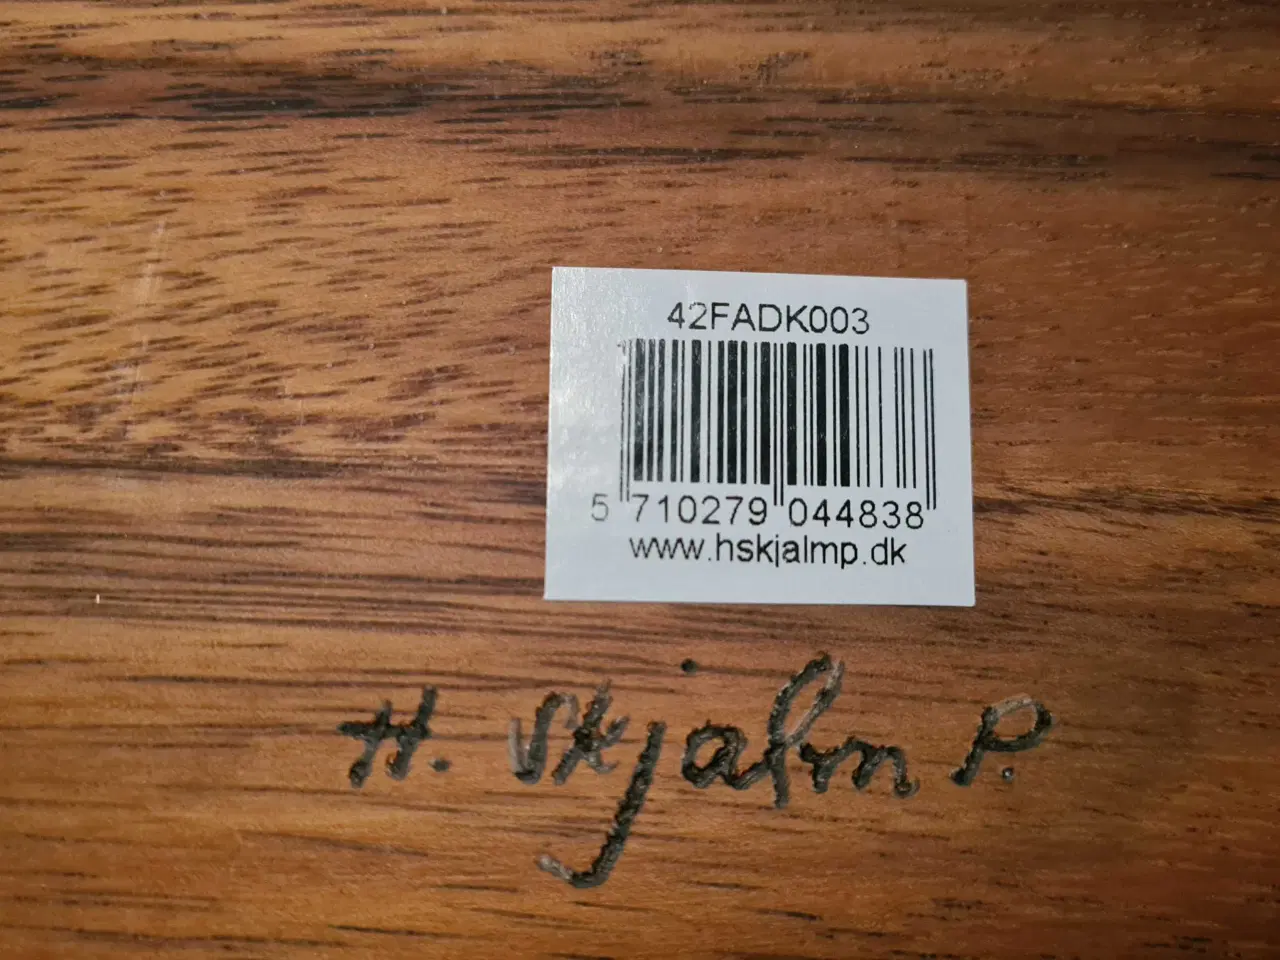 42FADK003
5 710279 044838
www.hskjalmp.dk
H. Skjalm P.